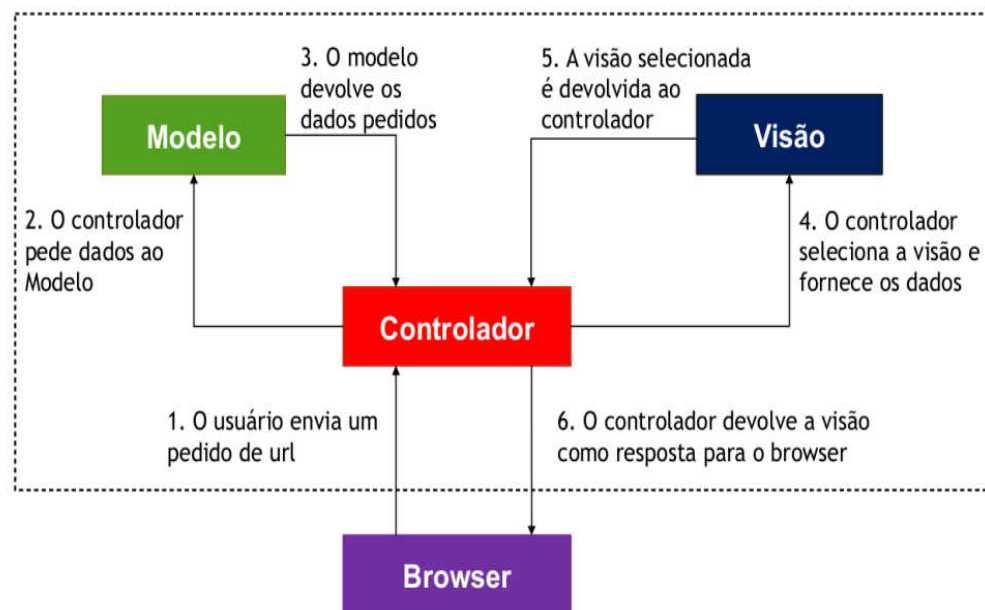 3. O modelo
devolve os
dados pedidos
5. A visão selecionada
é devolvida ao
controlador
Modelo
Visão
2. O controlador
pede dados ao
Modelo
4. O controlador
seleciona a visão e
fornece os dados
Controlador
1. O usuário envia um
pedido de url
6. O controlador devolve a visão
como resposta para o browser
Browser